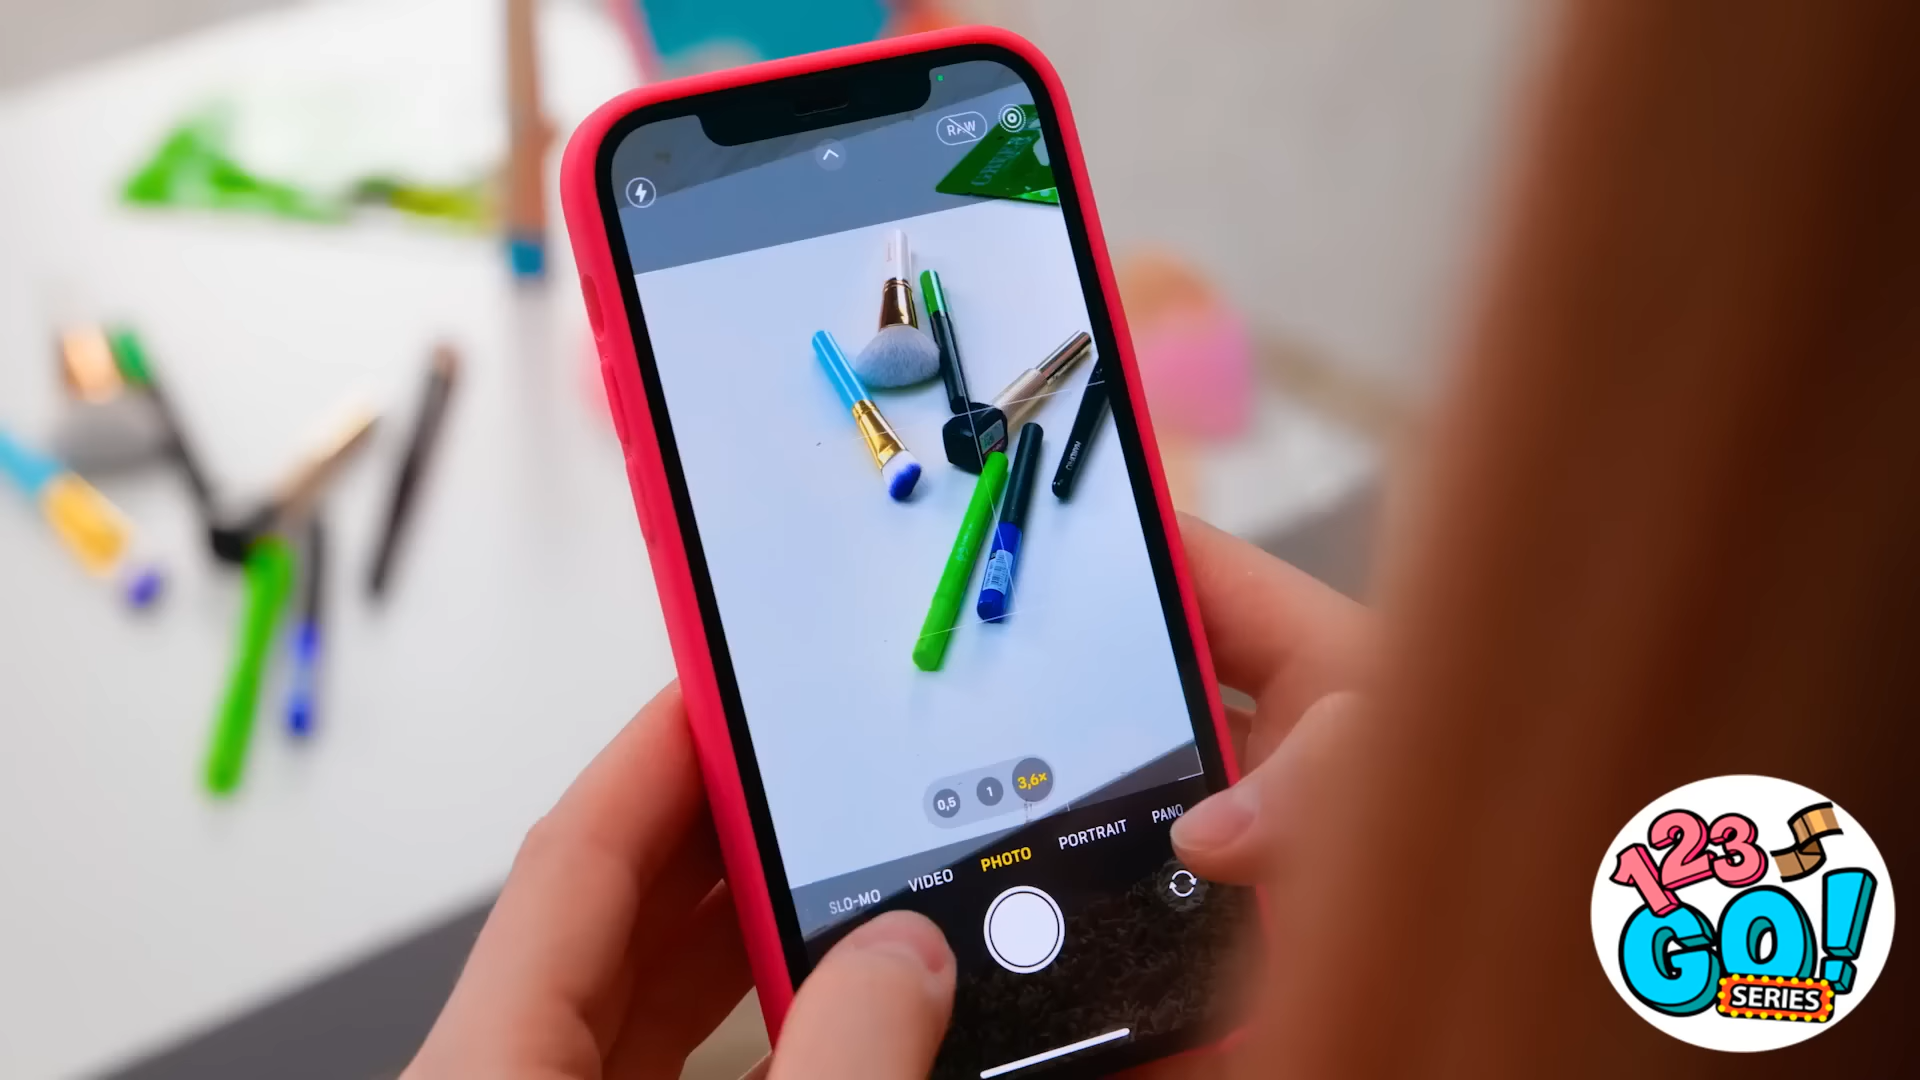 RAW
0,5 1 3,6×
SLO-MO VIDEO PHOTO PORTRAIT PANO
123
GO!
SERIES